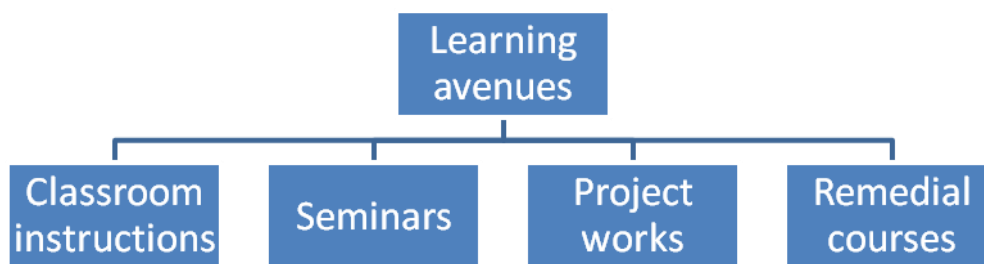 Learning
avenues
Classroom
instructions
Seminars
Project
works
Remedial
courses